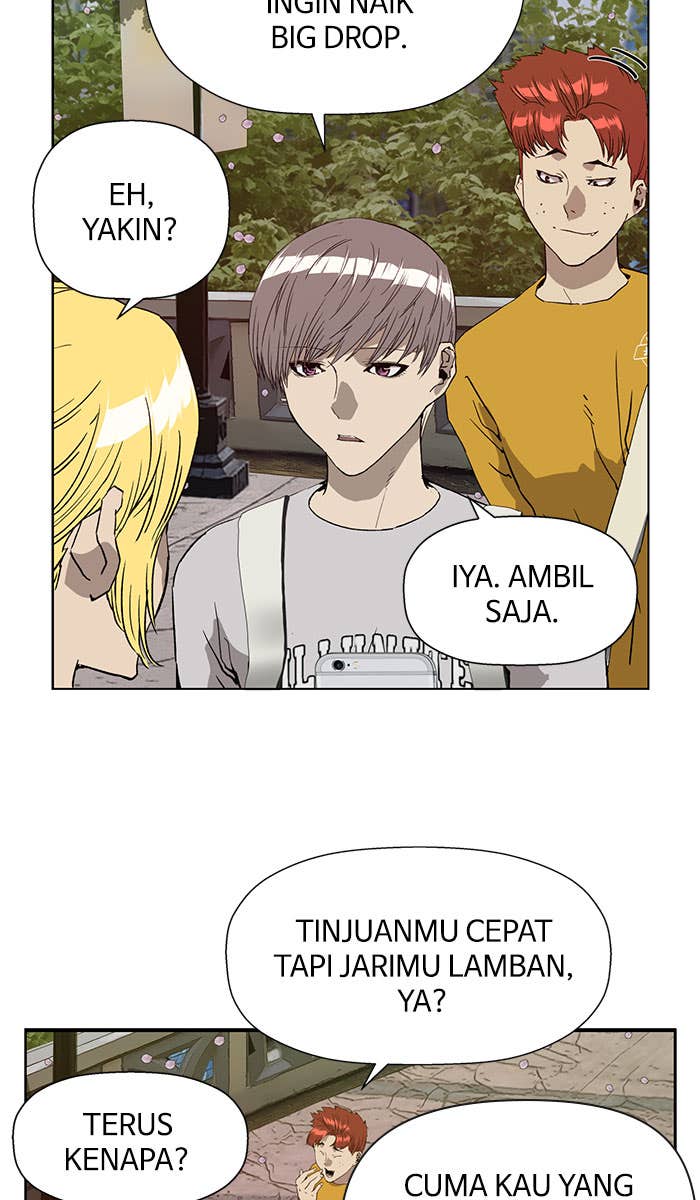 INGIN NAIK
BIG DROP.
EH,
YAKIN?
IYA. AMBIL
SAJA.
TINJUANMU CEPAT
TAPI JARIMU LAMBAN,
YA?
TERUS
KENAPA?
CUMA KAU YANG